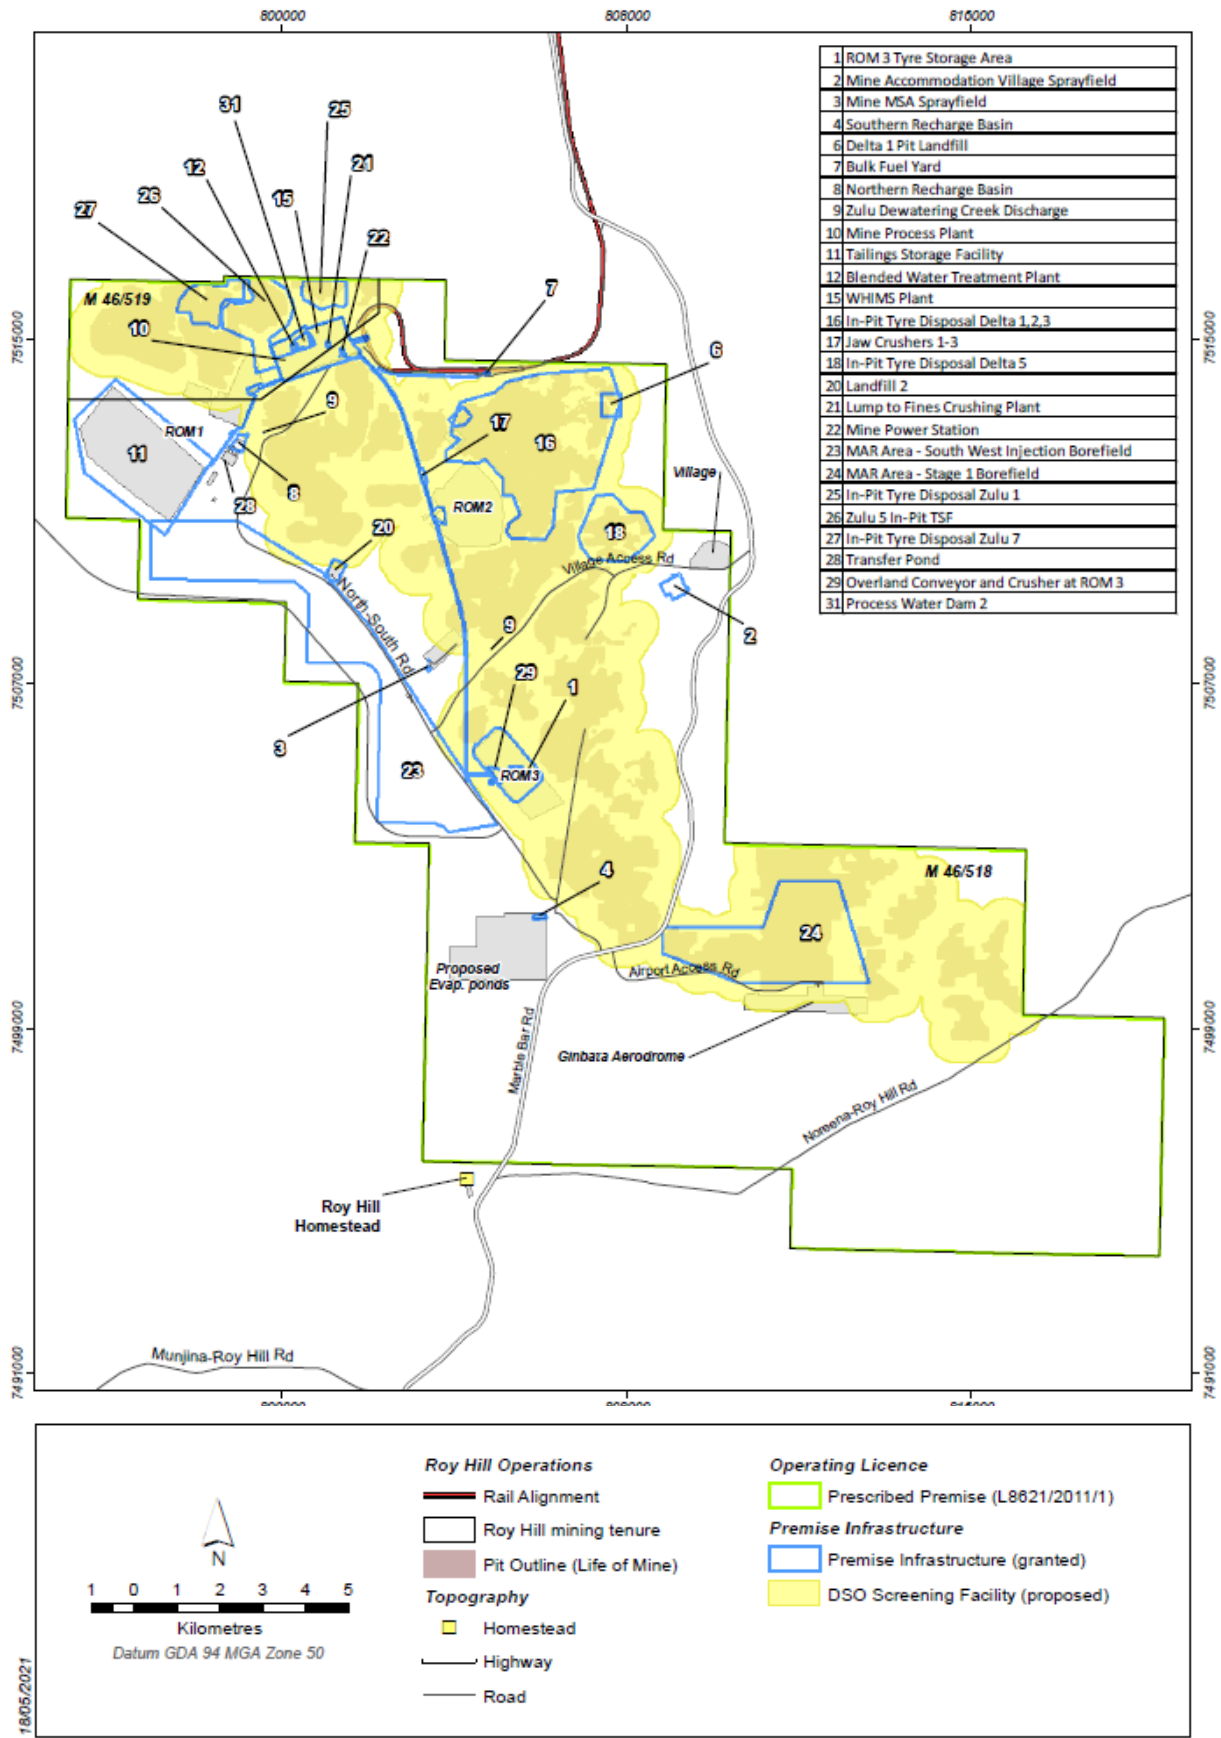 800000
808000
816000
1 ROM 3 Tyre Storage Area
2 Mine Accommodation Village Sprayfield
3 Mine MSA Sprayfield
4 Southern Recharge Basin
6 Delta 1 Pit Landfill
7 Bulk Fuel Yard
8 Northern Recharge Basin
9 Zulu Dewatering Creek Discharge
10 Mine Process Plant
11 Tailings Storage Facility
12 Blended Water Treatment Plant
15 WHIMS Plant
16 In-Pit Tyre Disposal Delta 1,2,3
17 Jaw Crushers 1-3
18 In-Pit Tyre Disposal Delta 5
20 Landfill 2
21 Lump to Fines Crushing Plant
22 Mine Power Station
23 MAR Area - South West Injection Borefield
24 MAR Area - Stage 1 Borefield
25 In-Pit Tyre Disposal Zulu 1
26 Zulu 5 In-Pit TSF
27 In-Pit Tyre Disposal Zulu 7
28 Transfer Pond
29 Overland Conveyor and Crusher at ROM 3
31 Process Water Dam 2
31
25
12
21
26
15
27
22
7
M 46/519
10
7515000
7515000
6
9
ROM1
17
16
11
Village
8
28
ROM2
20
18
Village Access Rd
North-South Rd
9
2
29
1
7507000
7507000
3
23
ROM3
4
M 46/518
24
Proposed
Evap. ponds
Airport Access Rd
Marble Bar Rd
Ginbata Aerodrome
7499000
7499000
Noreena-Roy Hill Rd
Roy Hill
Homestead
Munjina-Roy Hill Rd
7491000
7491000
800000
808000
816000
N
1 0 1 2 3 4 5
Kilometres
Datum GDA 94 MGA Zone 50
18/05/2021
Roy Hill Operations
Rail Alignment
Roy Hill mining tenure
Pit Outline (Life of Mine)
Topography
Homestead
Highway
Road
Operating Licence
Prescribed Premise (L8621/2011/1)
Premise Infrastructure
Premise Infrastructure (granted)
DSO Screening Facility (proposed)